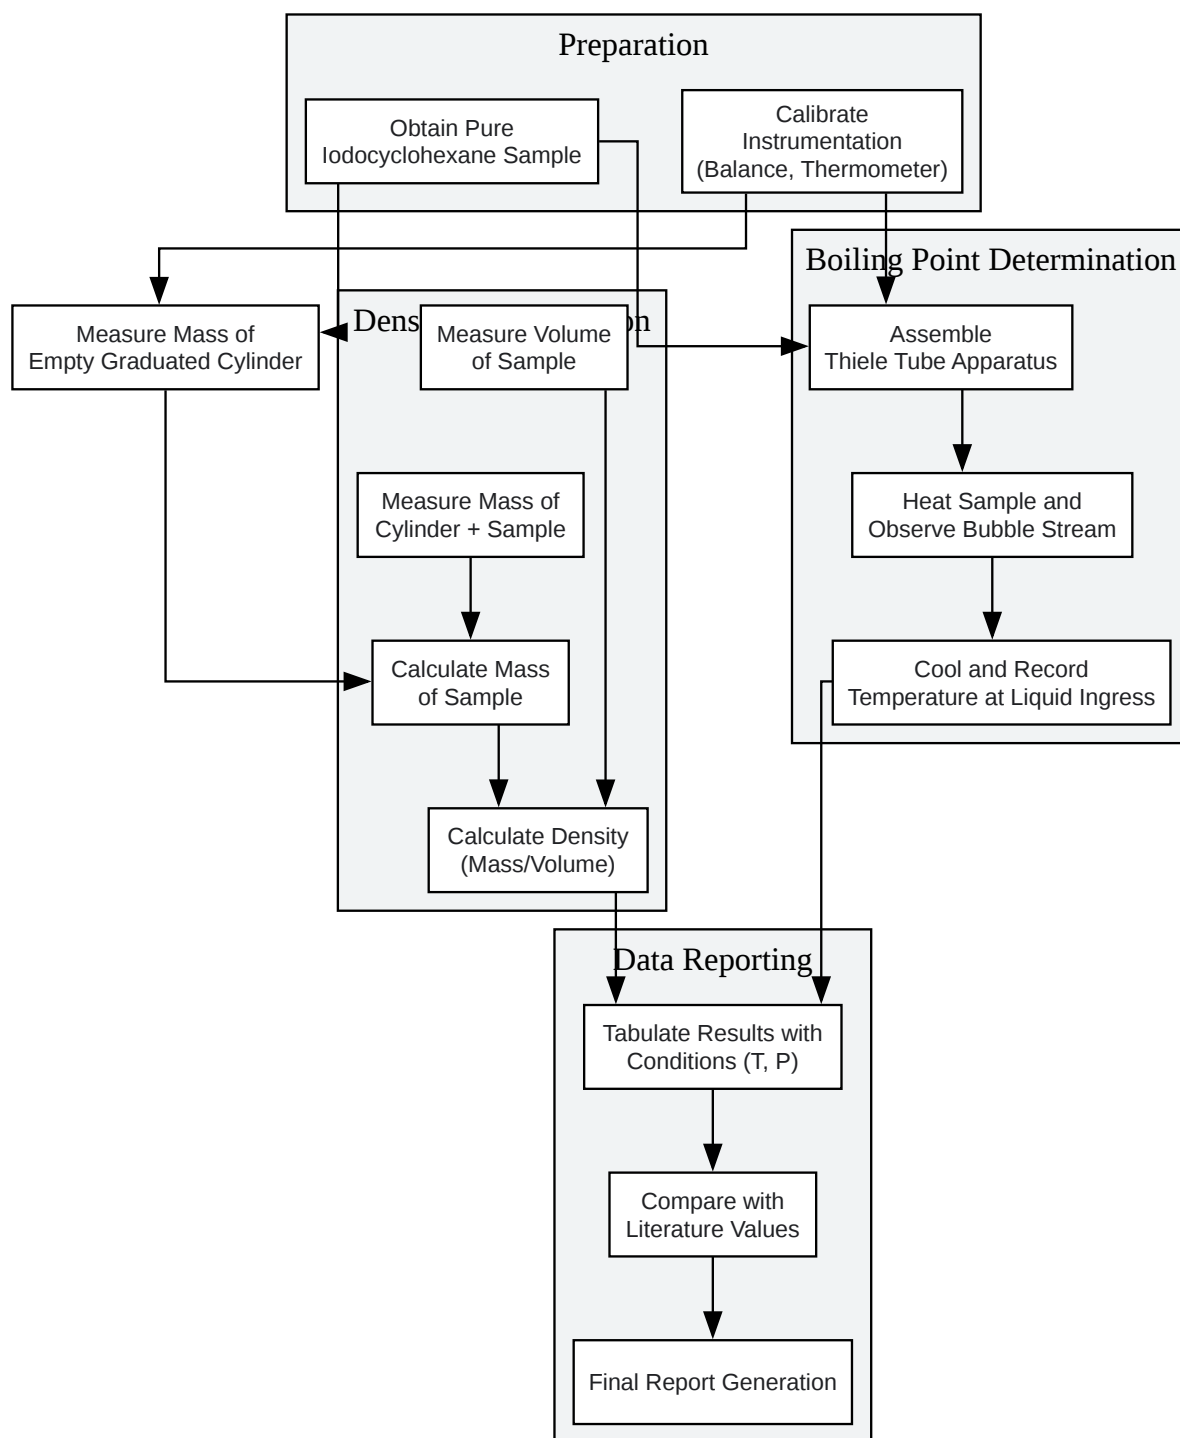 Preparation
Obtain Pure
Iodocyclohexane Sample
Calibrate
Instrumentation
(Balance, Thermometer)
Boiling Point Determination
Measure Mass of
Empty Graduated Cylinder
Measure Volume
of Sample
Assemble
Thiele Tube Apparatus
Measure Mass of
Cylinder + Sample
Heat Sample and
Observe Bubble Stream
Calculate Mass
of Sample
Cool and Record
Temperature at Liquid Ingress
Calculate Density
(Mass/Volume)
Data Reporting
Tabulate Results with
Conditions (T, P)
Compare with
Literature Values
Final Report Generation